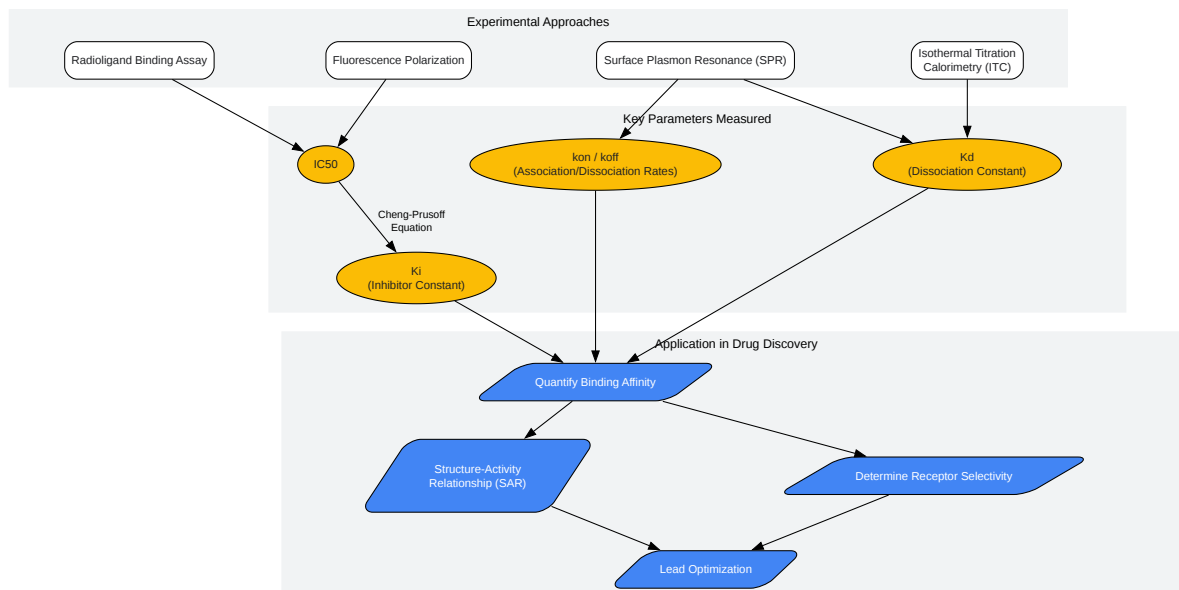 Experimental Approaches
Radioligand Binding Assay
Fluorescence Polarization
Surface Plasmon Resonance (SPR)
Isothermal Titration
Calorimetry (ITC)
Key Parameters Measured
IC50
kon / koff
(Association/Dissociation Rates)
Kd
(Dissociation Constant)
Cheng-Prusoff
Equation
Ki
(Inhibitor Constant)
Application in Drug Discovery
Quantify Binding Affinity
Structure-Activity
Relationship (SAR)
Determine Receptor Selectivity
Lead Optimization